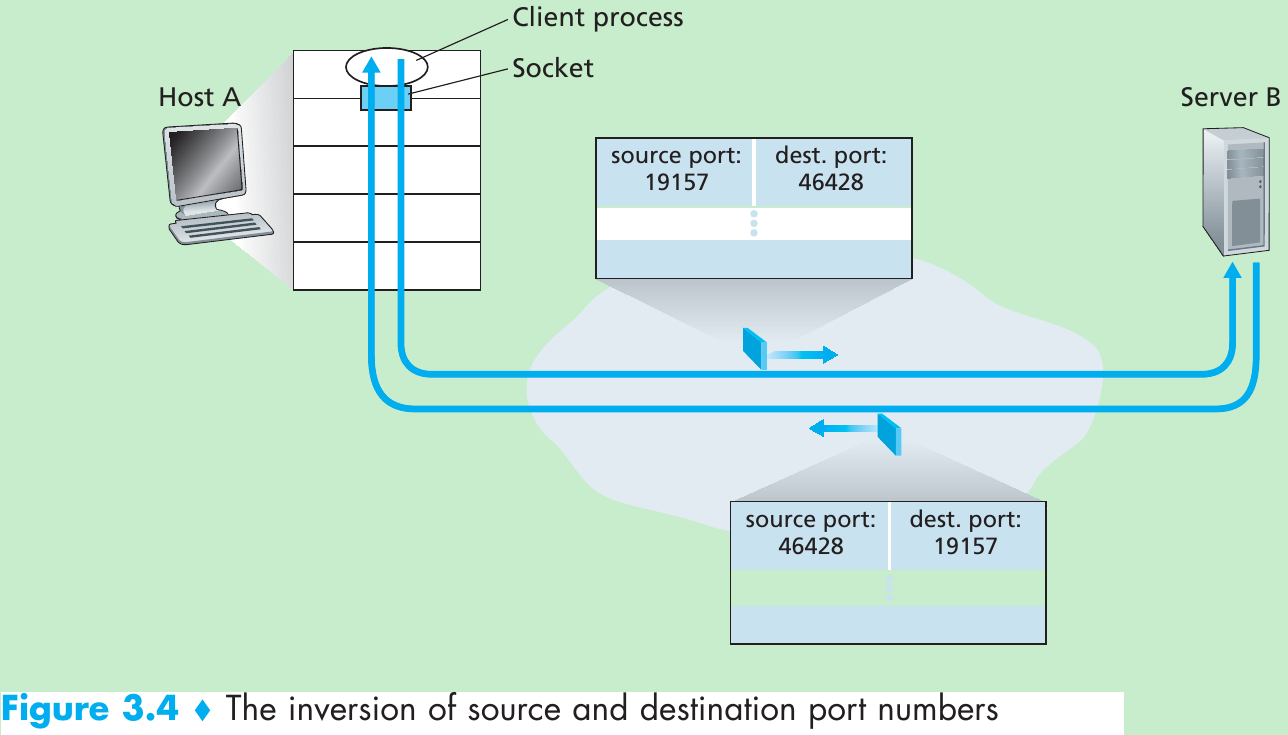 Client process
Socket
Host A
Server B
source port:
19157
dest. port:
46428
source port:
46428
dest. port:
19157
Figure 3.4 ♦ The inversion of source and destination port numbers